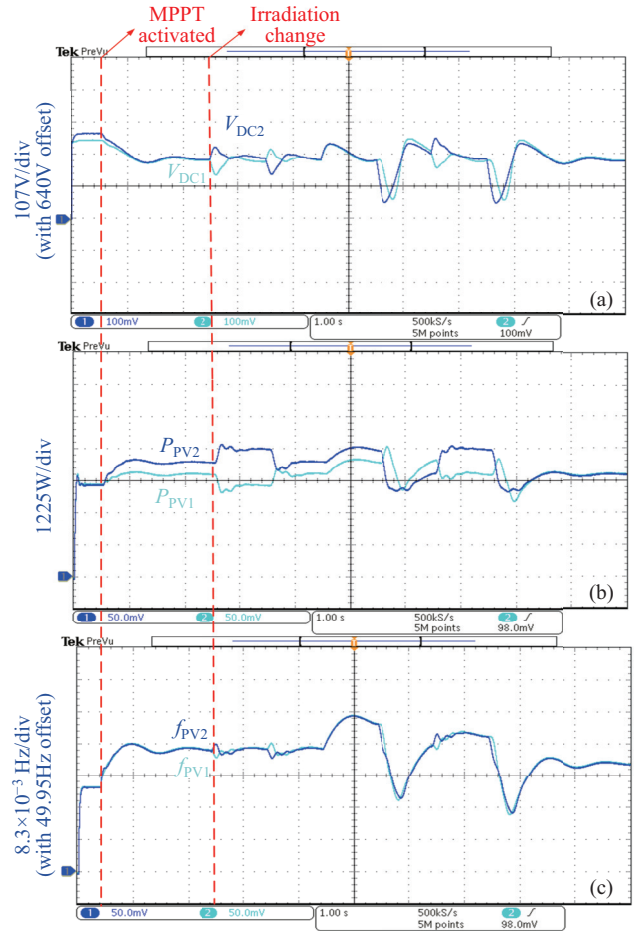 MPPT
activated
Irradiation
change
Tek PreVu
107V/div
(with 640V offset)
V_DC2
V_DC1
1
(a)
1 100mV 2 100mV 1.00 s 500kS/s 2
5M points 100mV
Tek PreVu
1225W/div
P_PV2
P_PV1
1
(b)
1 50.0mV 2 50.0mV 1.00 s 500kS/s 2
5M points 98.0mV
Tek PreVu
8.3×10⁻³ Hz/div
(with 49.95Hz offset)
f_PV2
f_PV1
1
(c)
1 50.0mV 2 50.0mV 1.00 s 500kS/s 2
5M points 98.0mV